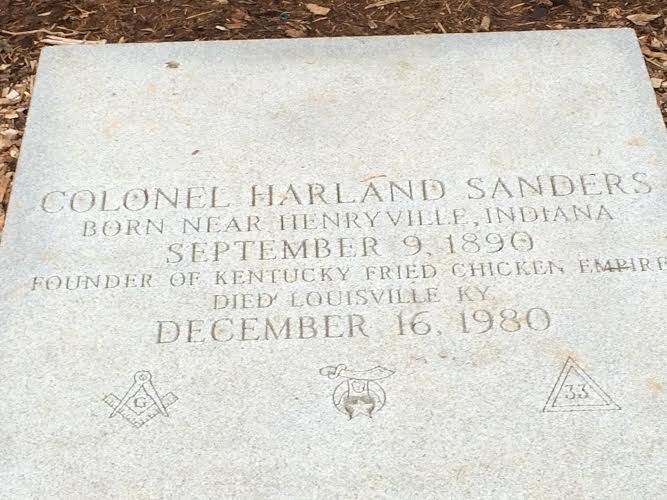 COLONEL HARLAND SANDERS
BORN NEAR HENRYVILLE, INDIANA
SEPTEMBER 9, 1890
FOUNDER OF KENTUCKY FRIED CHICKEN EMPIRE
DIED LOUISVILLE KY
DECEMBER 16, 1980
G 33